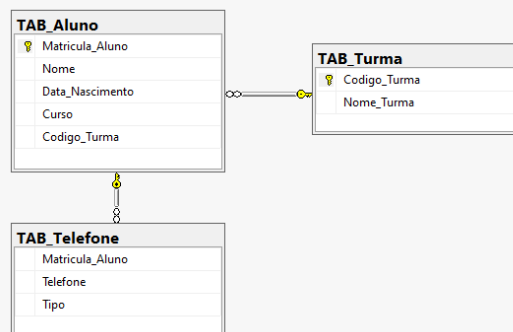 TAB_Aluno
Matricula_Aluno
Nome
Data_Nascimento
Curso
Codigo_Turma
TAB_Turma
Codigo_Turma
Nome_Turma
TAB_Telefone
Matricula_Aluno
Telefone
Tipo